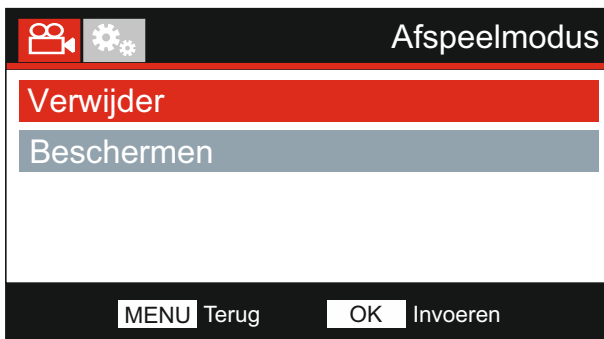 Afspeelmodus
Verwijder
Beschermen
MENU Terug OK Invoeren